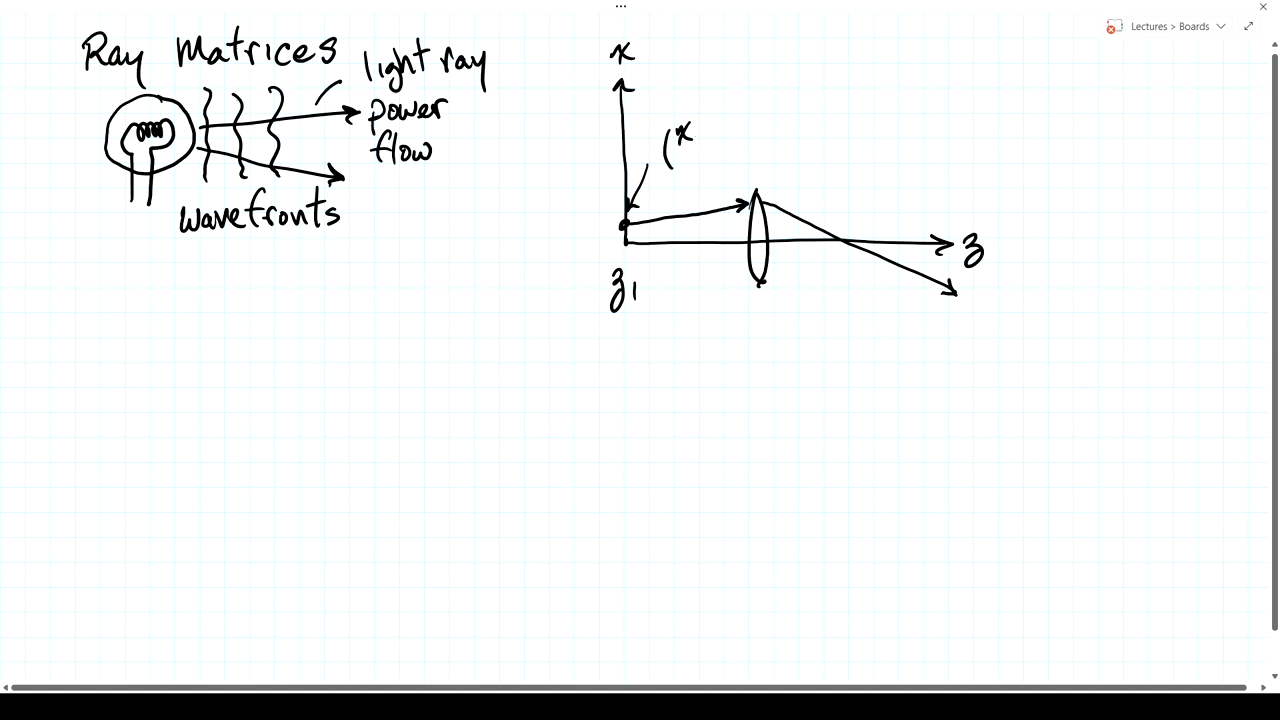 Ray Matrices
light ray
power
flow
wavefronts
x
(x
z
z1
Lectures > Boards